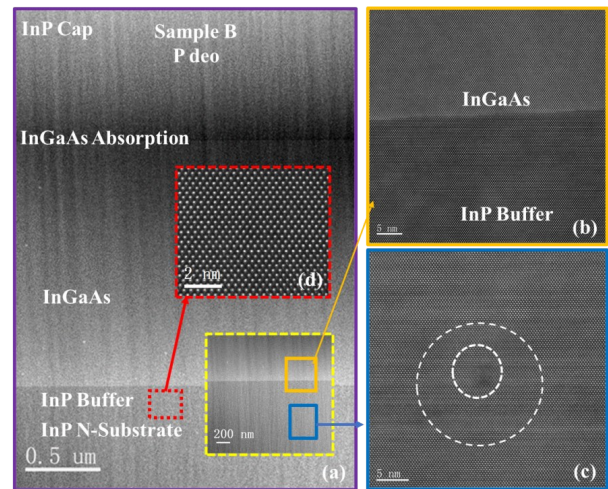 InP Cap
Sample B
P deo
InGaAs Absorption
2 nm
(d)
InGaAs
InP Buffer
InP N-Substrate
200 nm
0.5 um
(a)
InGaAs
InP Buffer
5 nm
(b)
5 nm
(c)